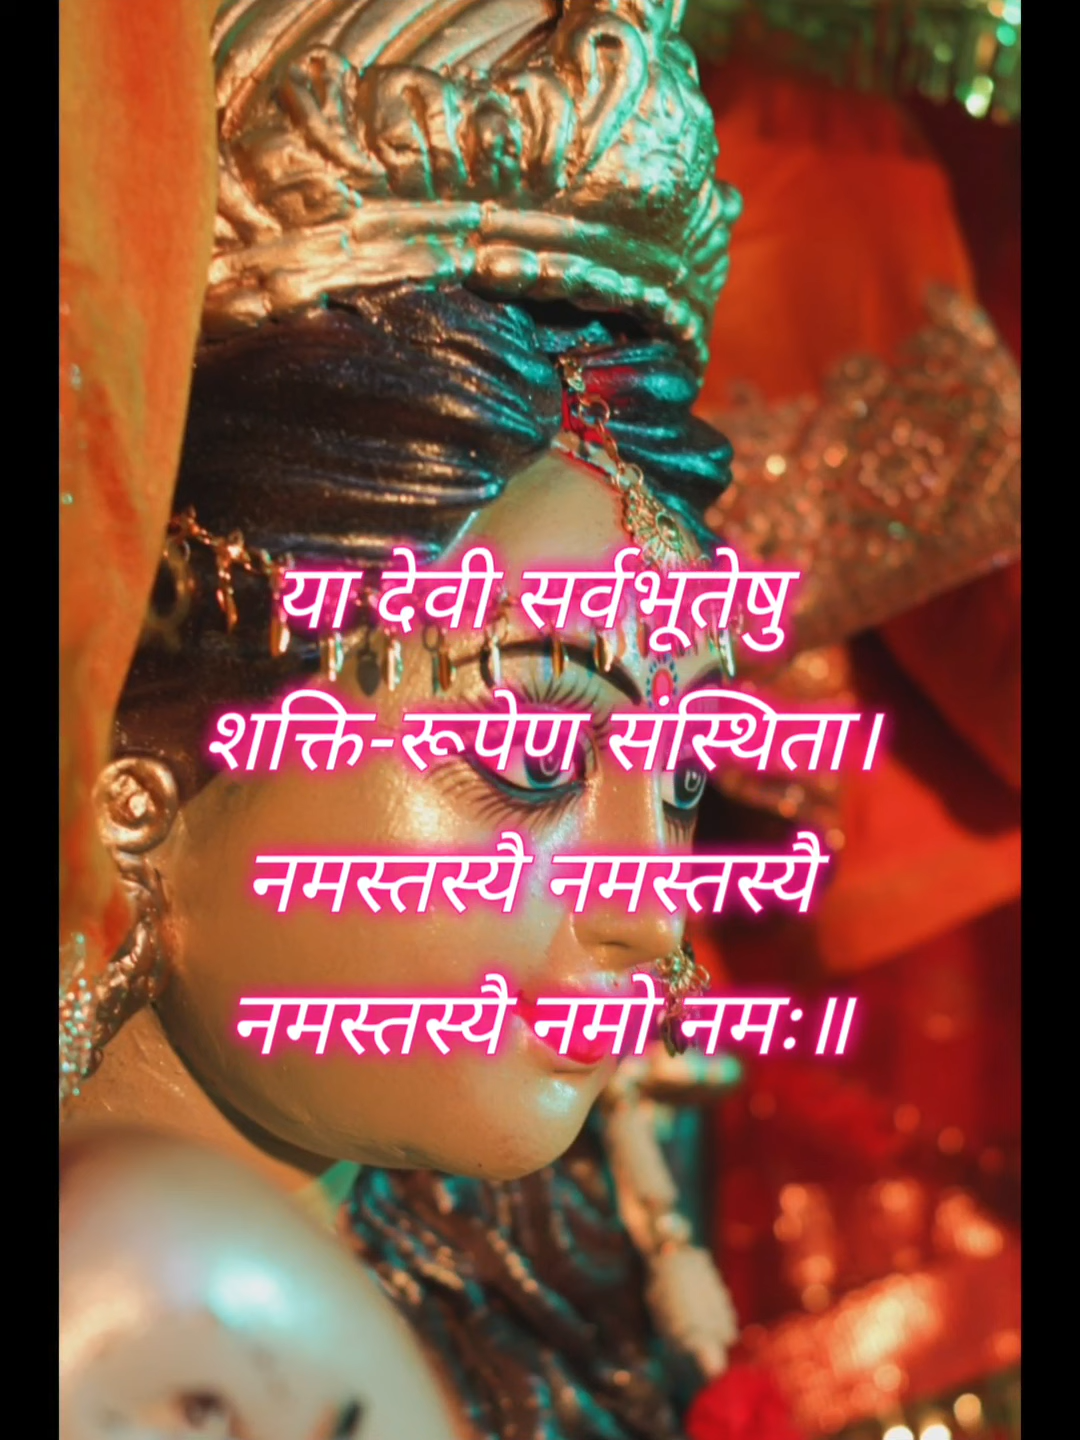 या देवी सर्वभूतेषु
शक्ति-रूपेण संस्थिता।
नमस्तस्यै नमस्तस्यै
नमस्तस्यै नमो नमः॥